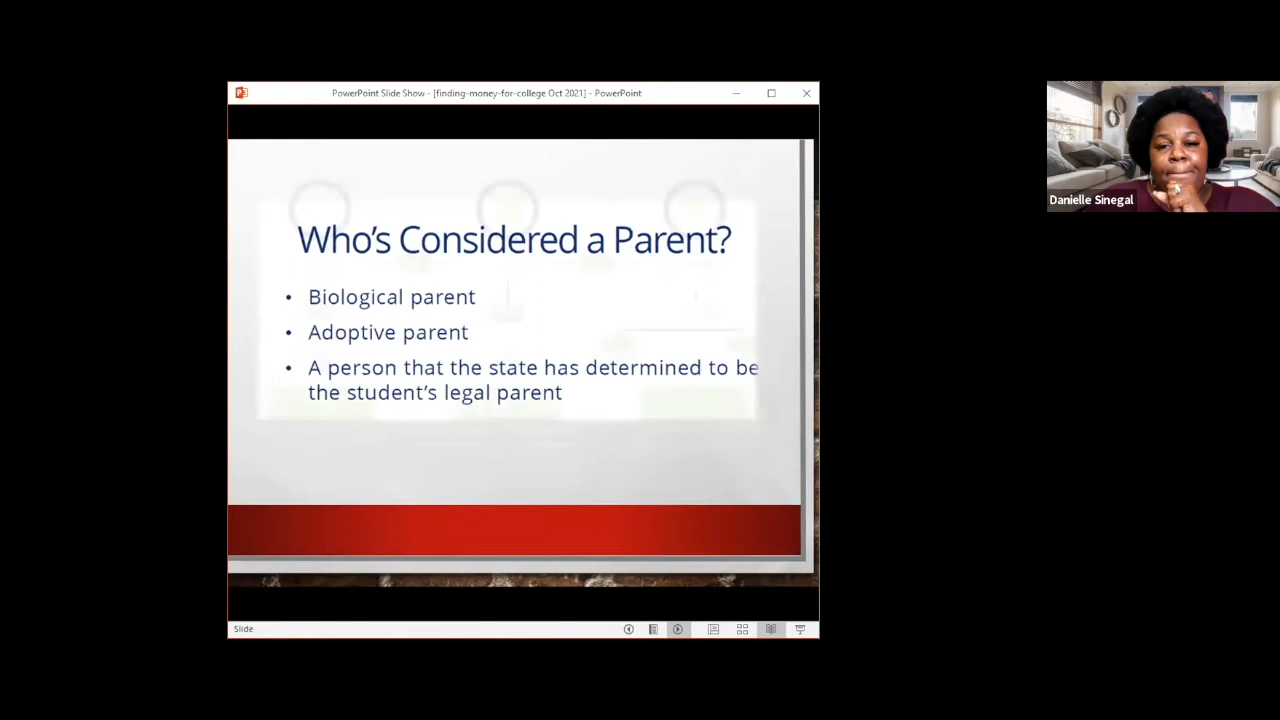 PowerPoint Slide Show - [finding-money-for-college Oct 2021] - PowerPoint
Who's Considered a Parent?
• Biological parent
• Adoptive parent
• A person that the state has determined to be
the student's legal parent
Slide
Danielle Sinegal